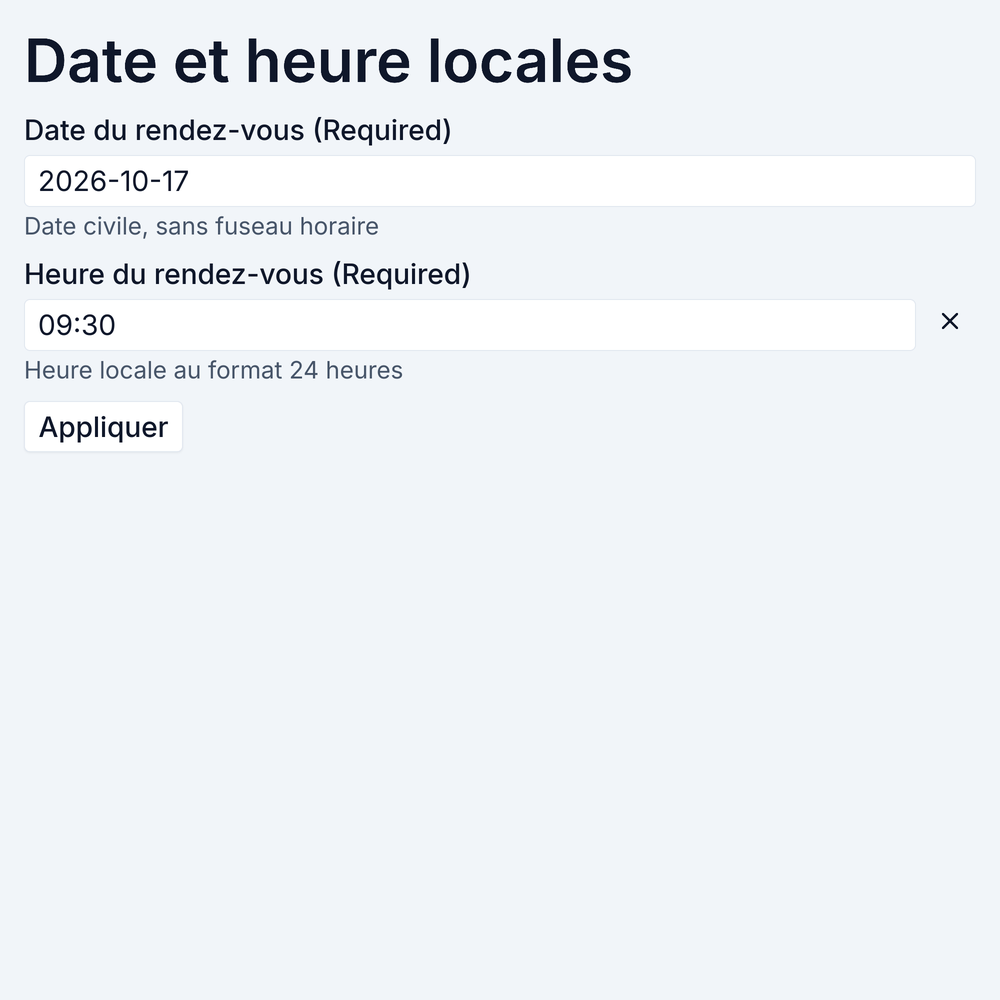 Date et heure locales
Date du rendez-vous (Required)
2026-10-17
Date civile, sans fuseau horaire
Heure du rendez-vous (Required)
09:30
Heure locale au format 24 heures
Appliquer